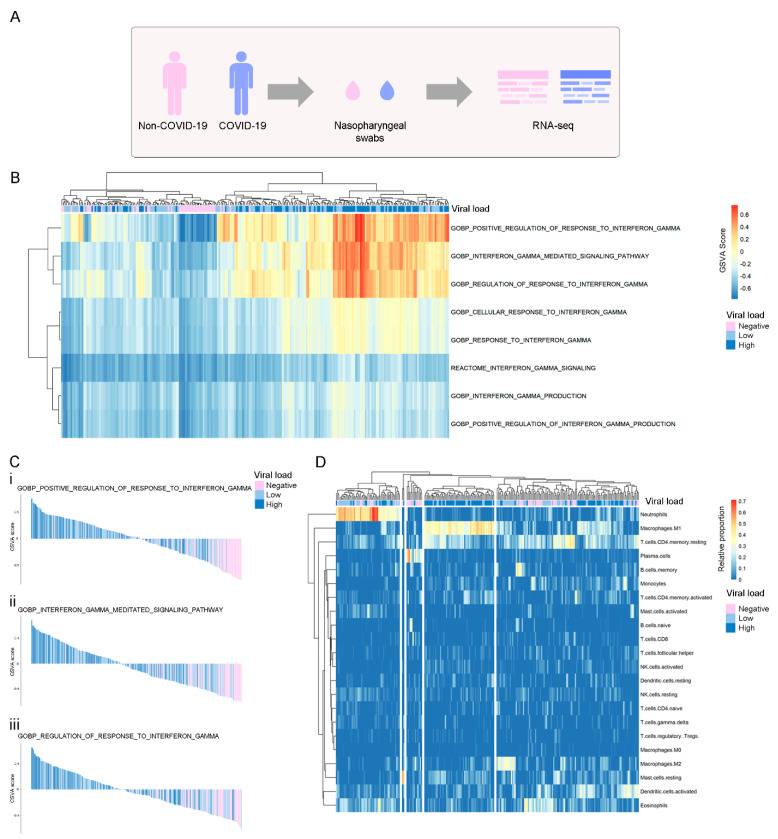 A
Non-COVID-19
COVID-19
Nasopharyngeal
swabs
RNA-seq
B
Viral load
GOBP_POSITIVE_REGULATION_OF_RESPONSE_TO_INTERFERON_GAMMA
GOBP_INTERFERON_GAMMA_MEDIATED_SIGNALING_PATHWAY
GOBP_REGULATION_OF_RESPONSE_TO_INTERFERON_GAMMA
GOBP_CELLULAR_RESPONSE_TO_INTERFERON_GAMMA
GOBP_RESPONSE_TO_INTERFERON_GAMMA
REACTOME_INTERFERON_GAMMA_SIGNALING
GOBP_INTERFERON_GAMMA_PRODUCTION
GOBP_POSITIVE_REGULATION_OF_INTERFERON_GAMMA_PRODUCTION
GSVA Score
0.6
0.4
0.2
0
-0.2
-0.4
-0.6
Viral load
Negative
Low
High
C
Viral load
Negative
Low
High
i
GOBP_POSITIVE_REGULATION_OF_RESPONSE_TO_INTERFERON_GAMMA
GSVA score
ii
GOBP_INTERFERON_GAMMA_MEDITATED_SIGNALING_PATHWAY
GSVA score
iii
GOBP_REGULATION_OF_RESPONSE_TO_INTERFERON_GAMMA
GSVA score
D
Viral load
Neutrophils
Macrophages.M1
T.cells.CD4.memory.resting
Plasma.cells
B.cells.memory
Monocytes
T.cells.CD4.memory.activated
Mast.cells.activated
B.cells.naive
T.cells.CD8
T.cells.follicular.helper
NK.cells.activated
Dendritic.cells.resting
NK.cells.resting
T.cells.CD4.naive
T.cells.gamma.delta
T.cells.regulatory..Tregs.
Macrophages.M0
Macrophages.M2
Mast.cells.resting
Dendritic.cells.activated
Eosinophils
Relative proportion
0.7
0.6
0.5
0.4
0.3
0.2
0.1
0
Viral load
Negative
Low
High